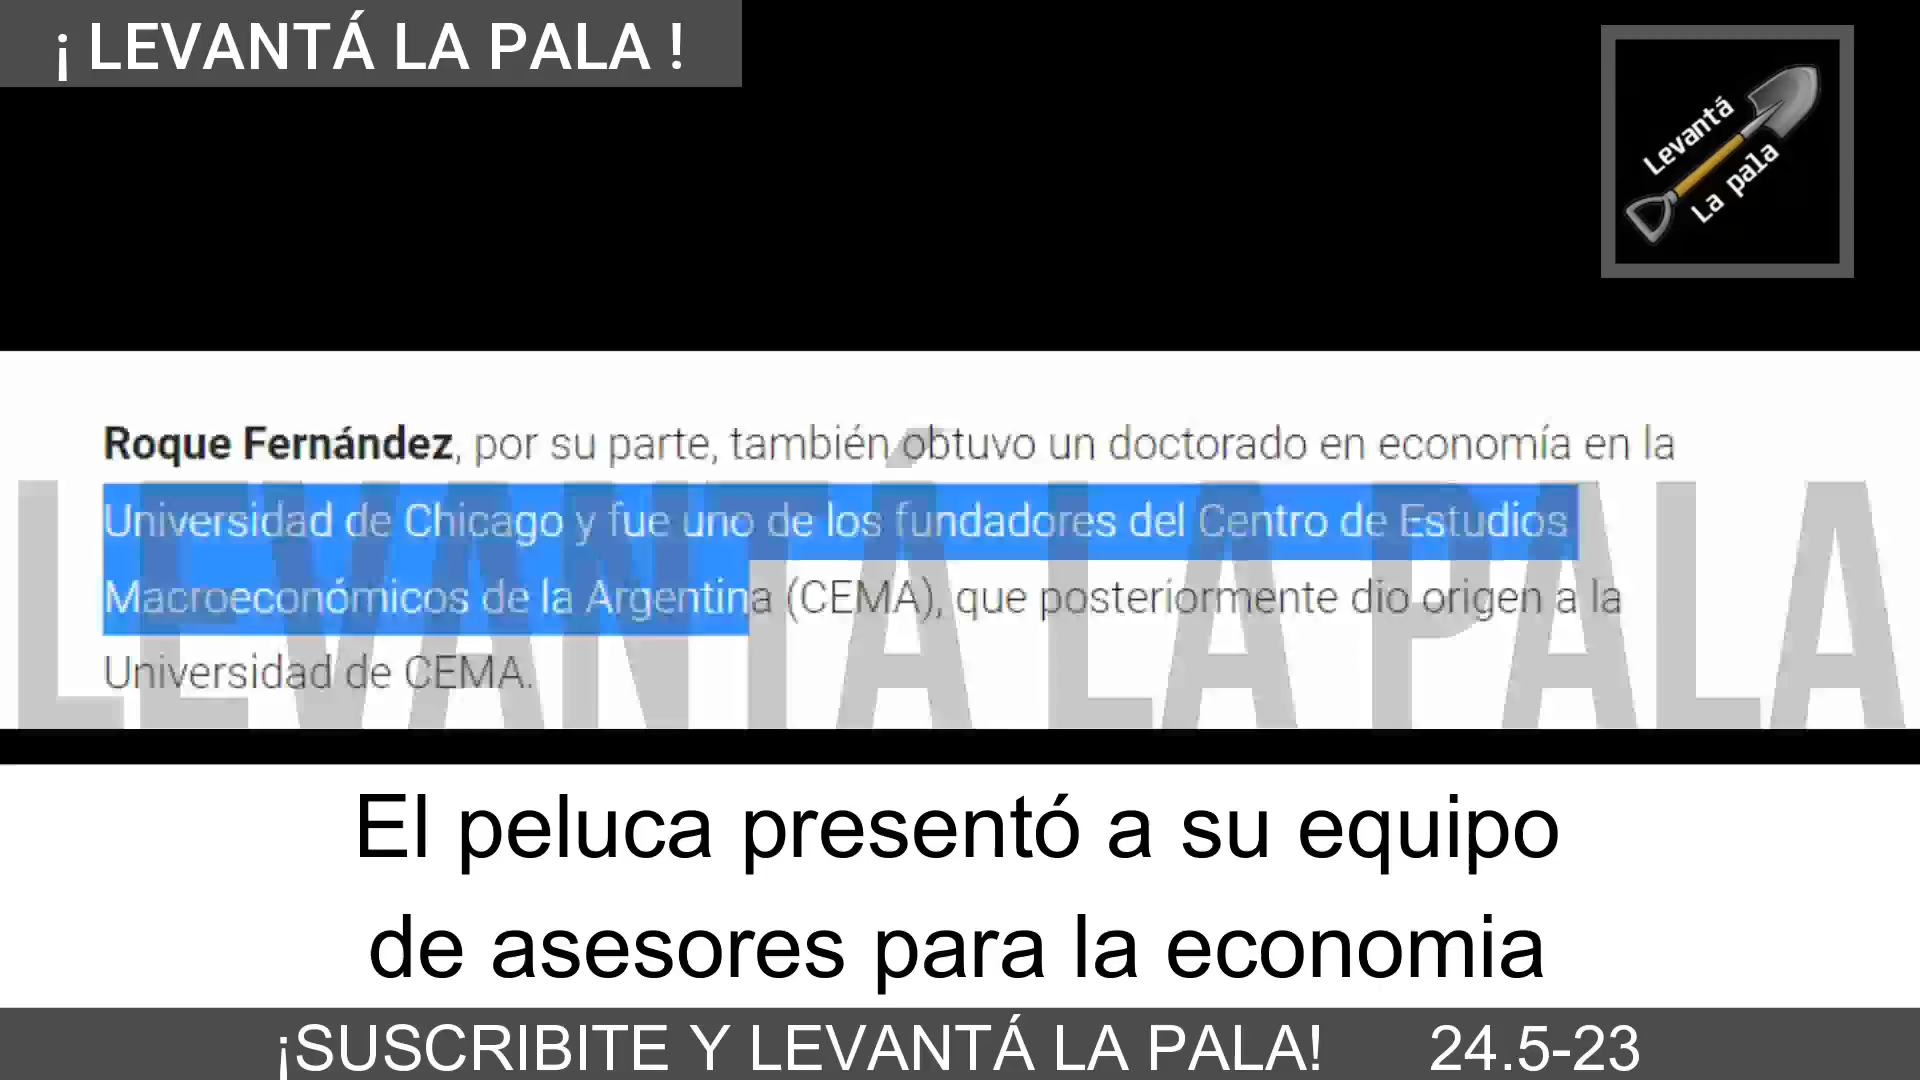 ¡ LEVANTÁ LA PALA !
Levantá
La pala
Roque Fernández, por su parte, también obtuvo un doctorado en economía en la
Universidad de Chicago y fue uno de los fundadores del Centro de Estudios
Macroeconómicos de la Argentina (CEMA), que posteriormente dio origen a la
Universidad de CEMA.
LEVANTÁ LA PALA
El peluca presentó a su equipo
de asesores para la economia
¡SUSCRIBITE Y LEVANTÁ LA PALA! 24.5-23